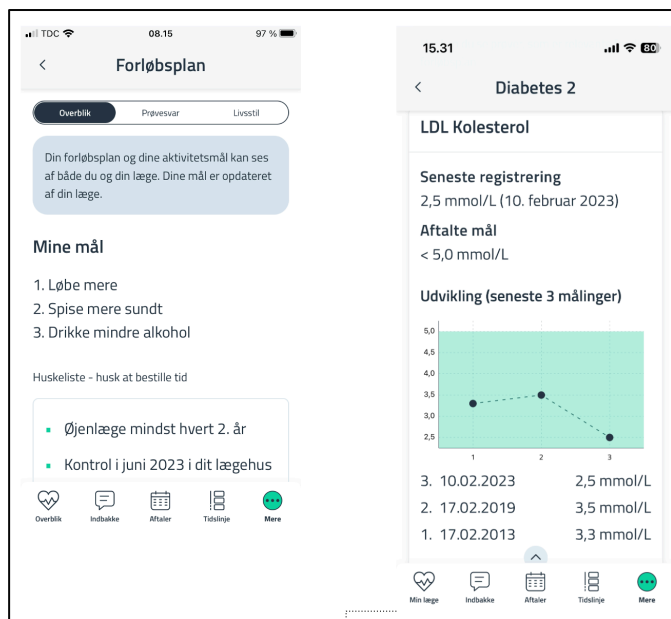 TDC 08.15 97 %
Forløbsplan
Overblik Prøvesvar Livsstil
Din forløbsplan og dine aktivitetsmål kan ses
af både du og din læge. Dine mål er opdateret
af din læge.
Mine mål
1. Løbe mere
2. Spise mere sundt
3. Drikke mindre alkohol
Huskeliste - husk at bestille tid
Øjenlæge mindst hvert 2. år
Kontrol i juni 2023 i dit lægehus
Overblik Indbakke Aftaler Tidslinje Mere
15.31 80
Diabetes 2
LDL Kolesterol
Seneste registrering
2,5 mmol/L (10. februar 2023)
Aftalte mål
< 5,0 mmol/L
Udvikling (seneste 3 målinger)
5,0
4,5
4,0
3,5
3,0
2,5
1 2 3
3. 10.02.2023 2,5 mmol/L
2. 17.02.2019 3,5 mmol/L
1. 17.02.2013 3,3 mmol/L
Min læge Indbakke Aftaler Tidslinje Mere